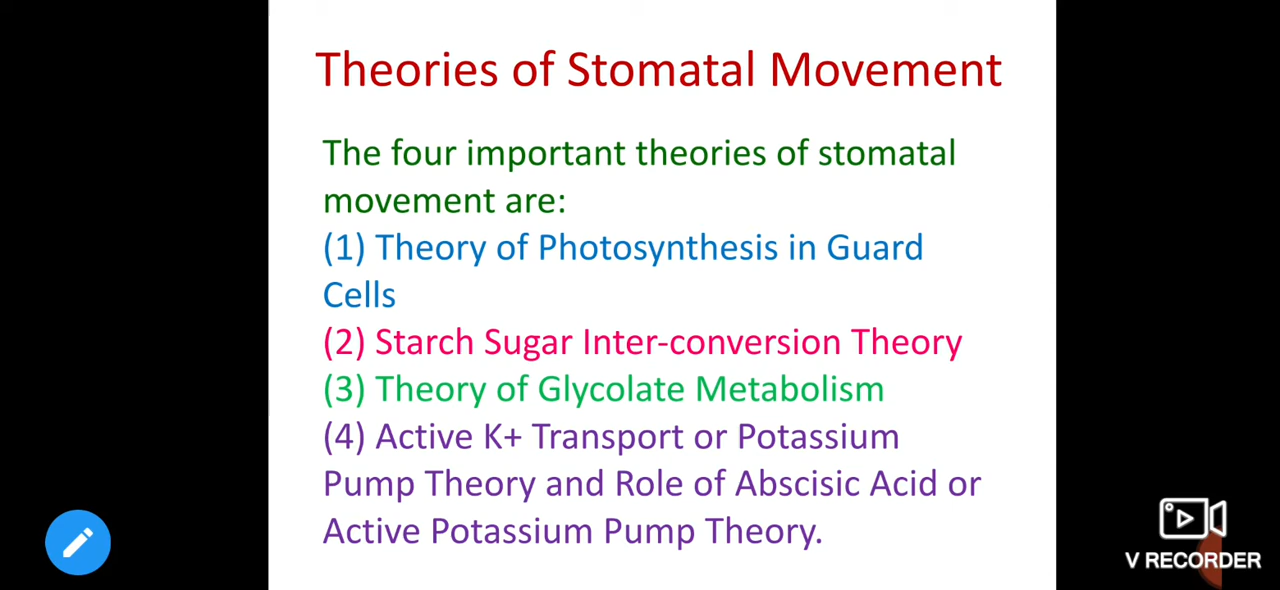 Theories of Stomatal Movement
The four important theories of stomatal
movement are:
(1) Theory of Photosynthesis in Guard
Cells
(2) Starch Sugar Inter-conversion Theory
(3) Theory of Glycolate Metabolism
(4) Active K+ Transport or Potassium
Pump Theory and Role of Abscisic Acid or
Active Potassium Pump Theory.
V RECORDER